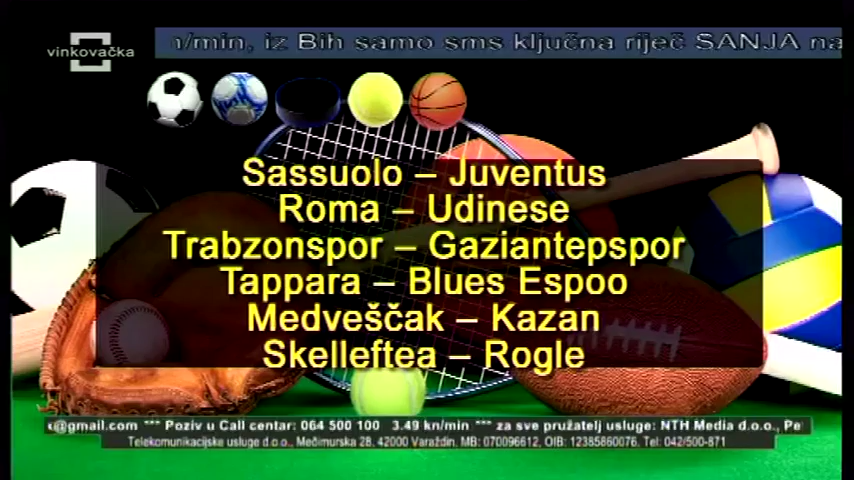 vinkovačka
/min, iz Bih samo sms ključna riječ SANJA na
Sassuolo – Juventus
Roma – Udinese
Trabzonspor – Gaziantepspor
Tappara – Blues Espoo
Medveščak – Kazan
Skelleftea – Rogle
x@gmail.com *** Poziv u Call centar: 064 500 100 3.49 kn/min *** za sve pružatelj usluge: NTH Media d.o.o., Pe
Telekomunikacijske usluge d.o.o., Mečimurska 28, 42000 Varaždin, MB: 070096612, OIB: 12385860076, Tel: 042/500-871